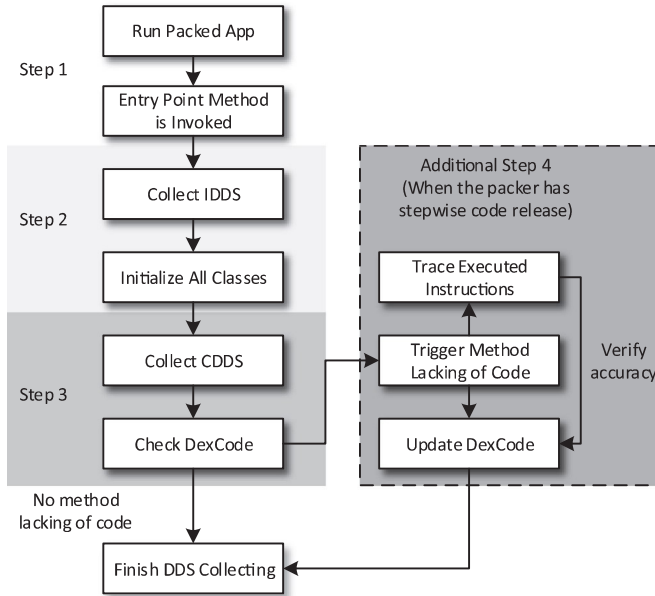 Run Packed App
Step 1
Entry Point Method
is Invoked
Collect IDDS
Step 2
Initialize All Classes
Collect CDDS
Step 3
Check DexCode
No method
lacking of code
Finish DDS Collecting
Additional Step 4
(When the packer has
stepwise code release)
Trace Executed
Instructions
Trigger Method
Lacking of Code
Verify
accuracy
Update DexCode